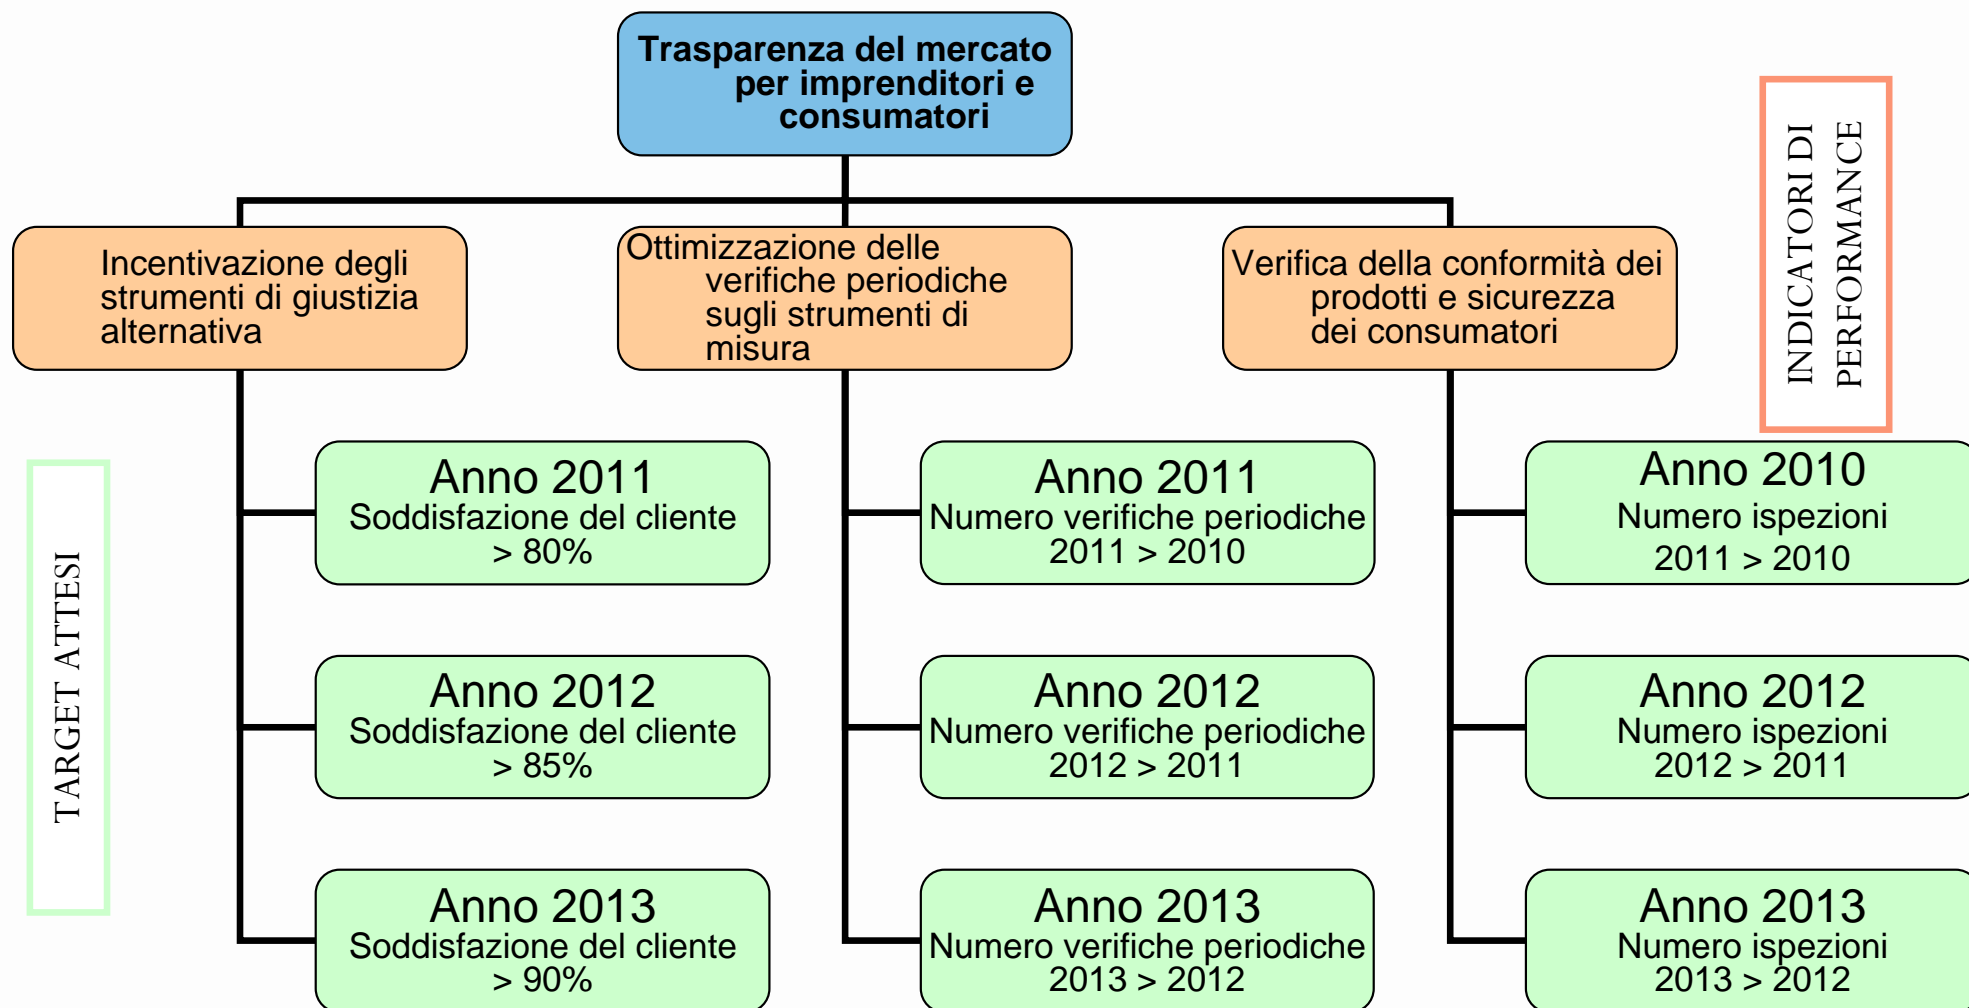 Trasparenza del mercato
per imprenditori e
consumatori
INDICATORI DI
PERFORMANCE
Incentivazione degli
strumenti di giustizia
alternativa
Ottimizzazione delle
verifiche periodiche
sugli strumenti di
misura
Verifica della conformità dei
prodotti e sicurezza
dei consumatori
TARGET ATTESI
Anno 2011
Soddisfazione del cliente
> 80%
Anno 2011
Numero verifiche periodiche
2011 > 2010
Anno 2010
Numero ispezioni
2011 > 2010
Anno 2012
Soddisfazione del cliente
> 85%
Anno 2012
Numero verifiche periodiche
2012 > 2011
Anno 2012
Numero ispezioni
2012 > 2011
Anno 2013
Soddisfazione del cliente
> 90%
Anno 2013
Numero verifiche periodiche
2013 > 2012
Anno 2013
Numero ispezioni
2013 > 2012